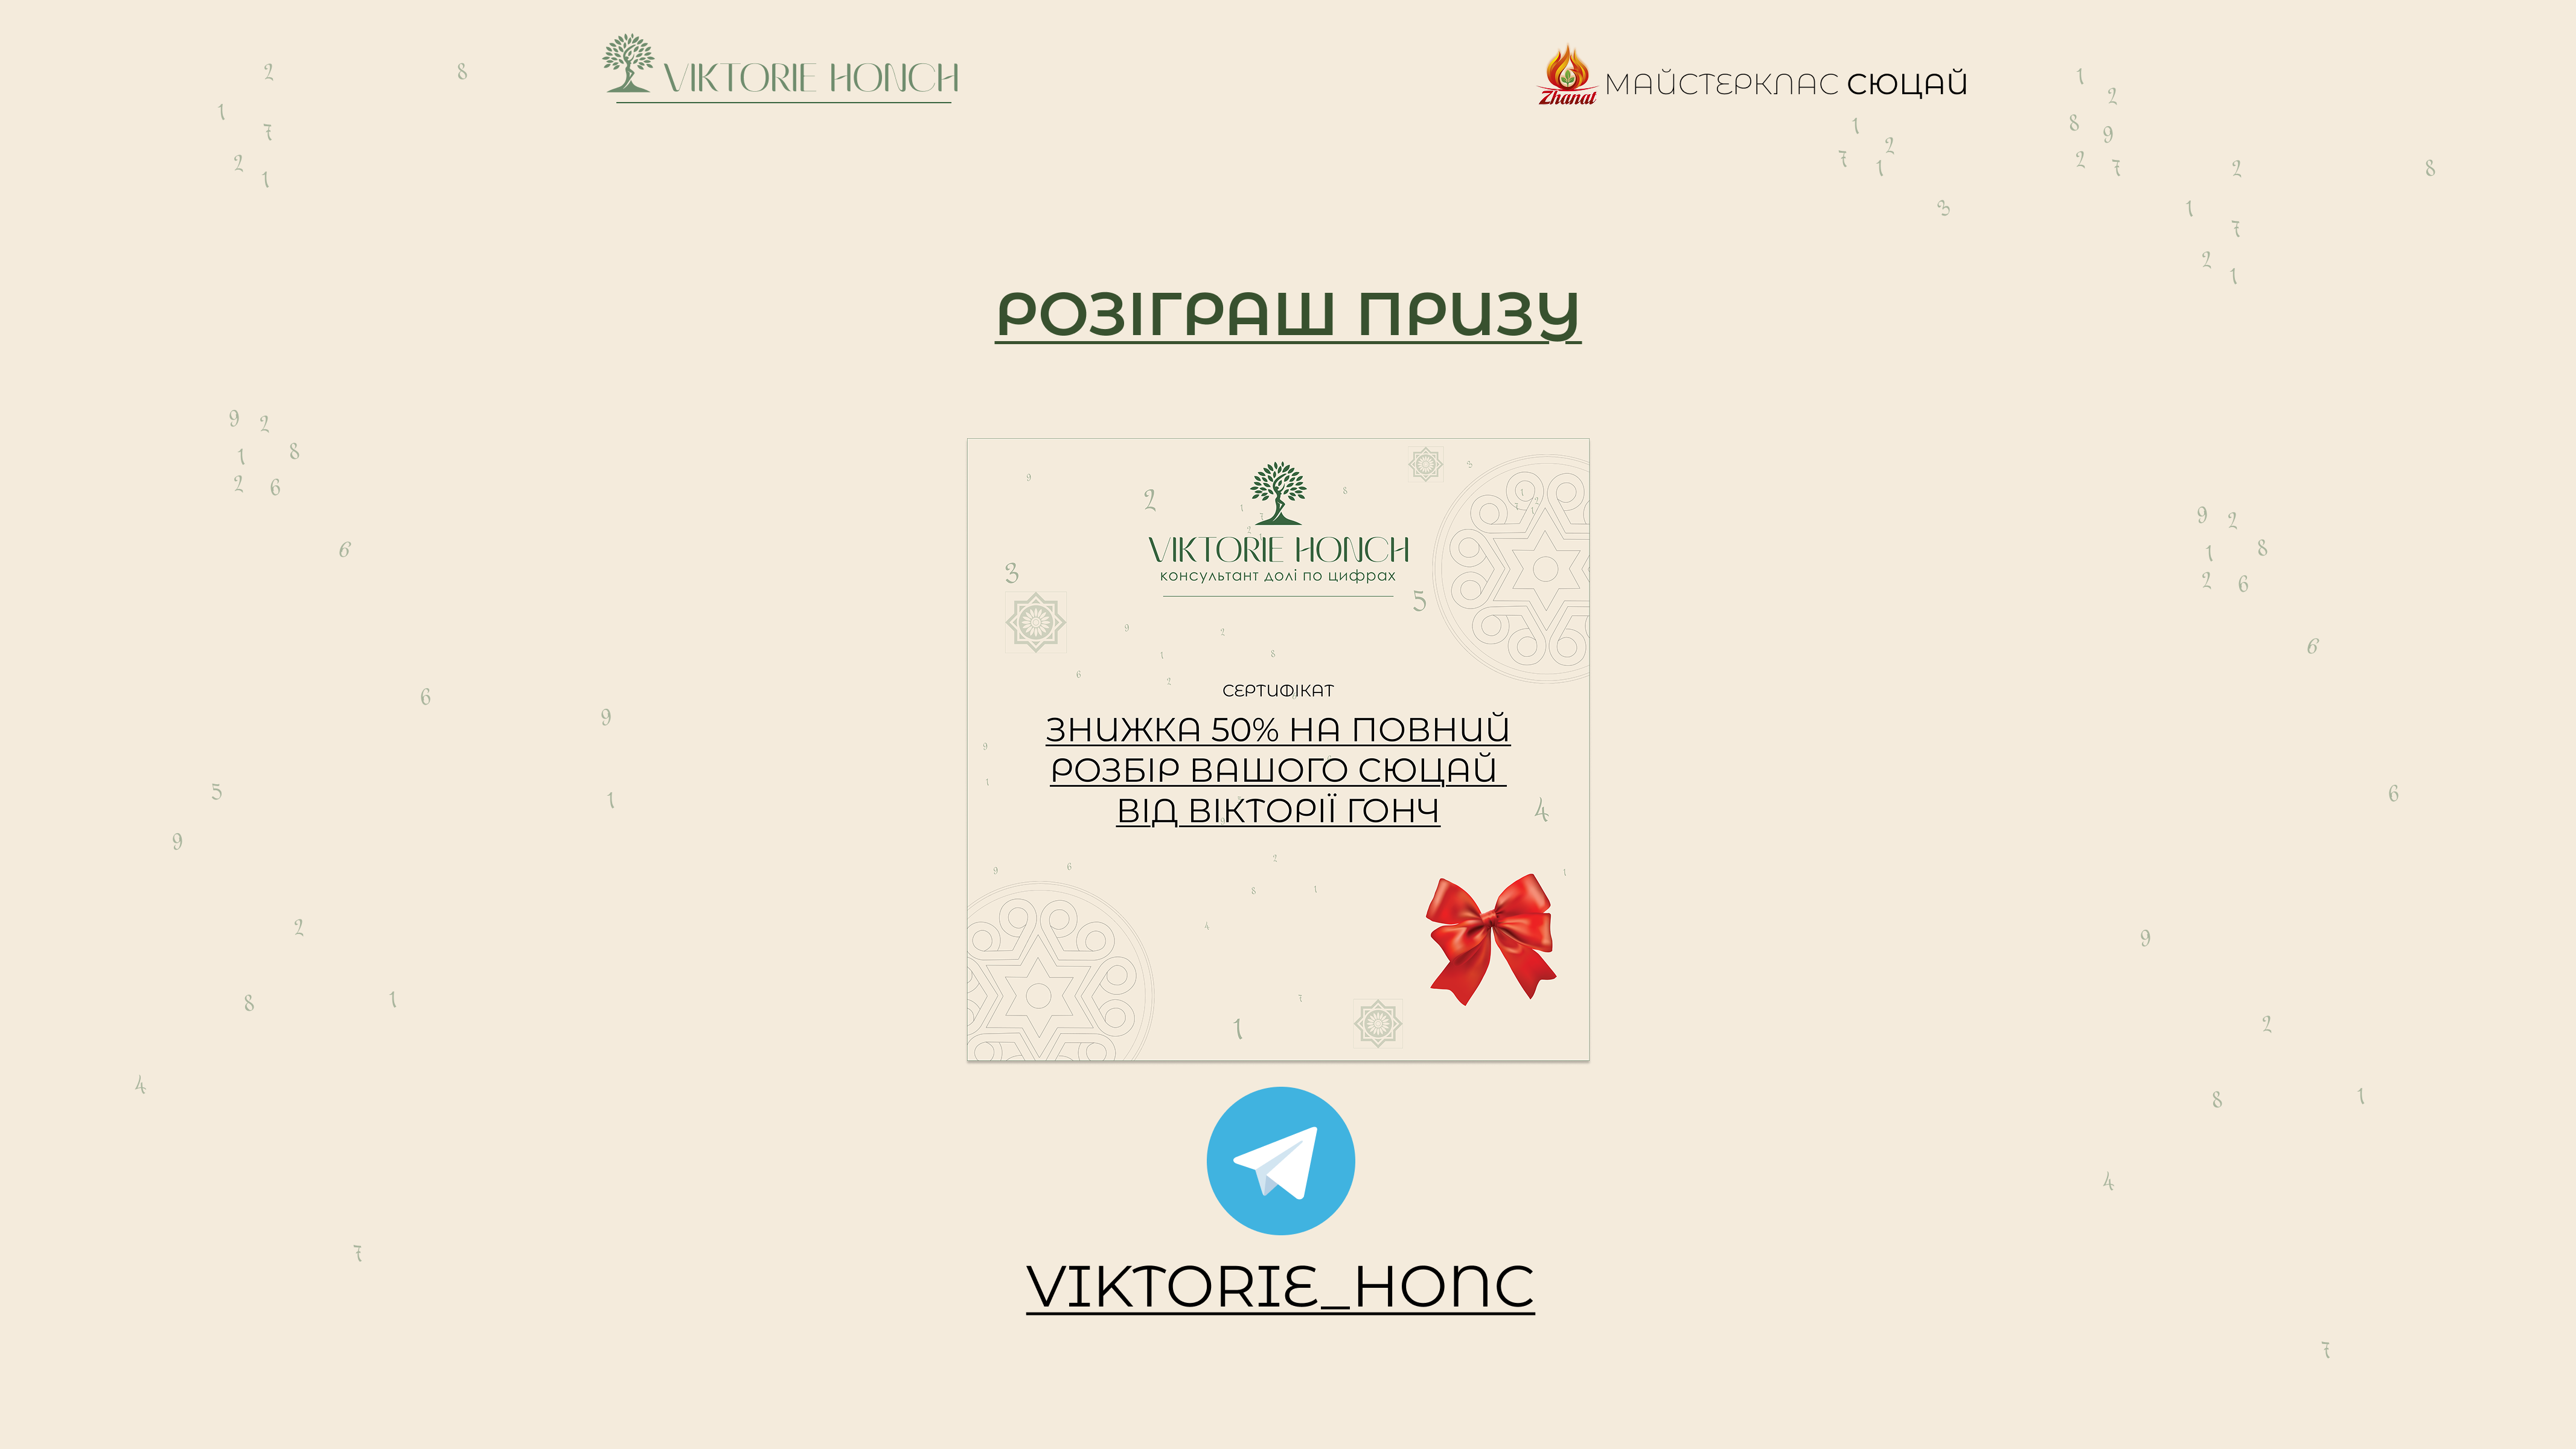 VIKTORIE HONCH
Zhanat МАЙСТЕРКЛАС СЮЦАЙ
РОЗІГРАШ ПРИЗУ
VIKTORIE HONCH
консультант долі по цифрах
СЕРТИФІКАТ
ЗНИЖКА 50% НА ПОВНИЙ
РОЗБІР ВАШОГО СЮЦАЙ
ВІД ВІКТОРІЇ ГОНЧ
VIKTORIE_HONC